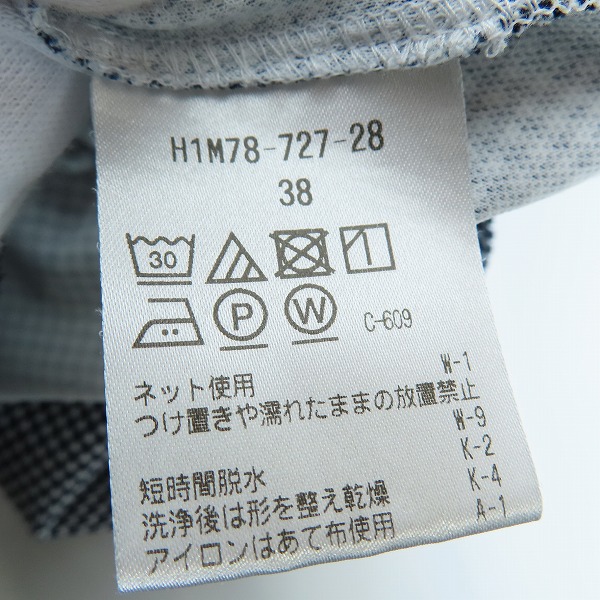 H1M78-727-28
38
30
P W C-609
ネット使用 W-1
つけ置きや濡れたままの放置禁止
W-9
K-2
短時間脱水 K-4
洗浄後は形を整え乾燥 A-1
アイロンはあて布使用